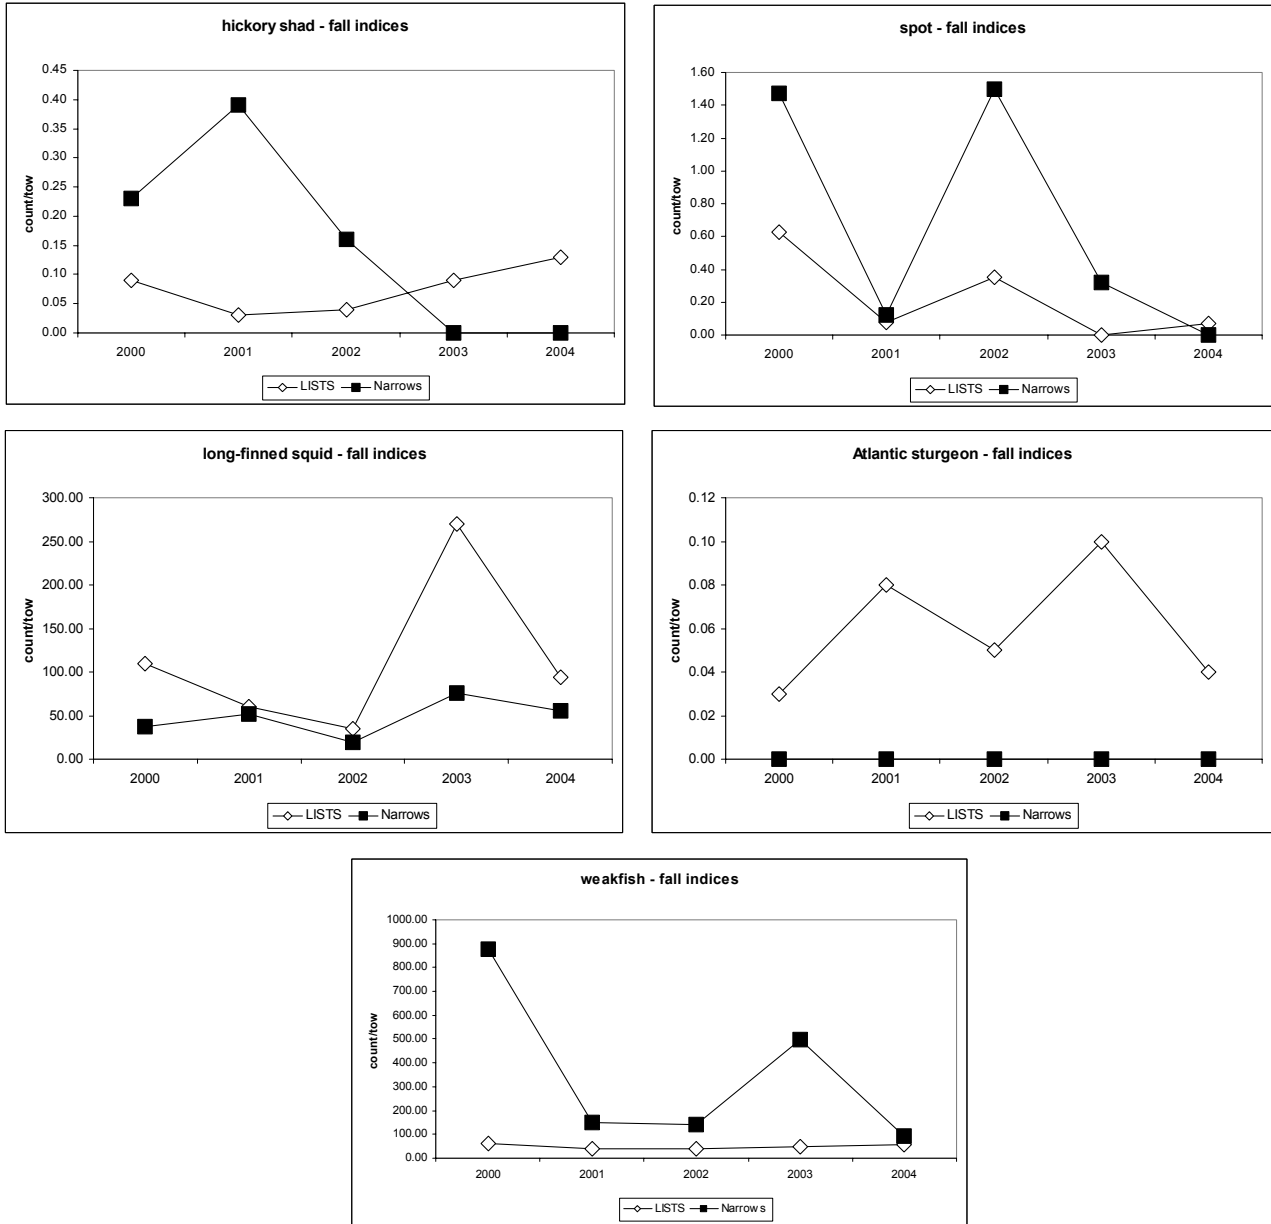 hickory shad - fall indices
0.45
0.40
0.35
0.30
0.25
0.20
0.15
0.10
0.05
0.00
count/tow
2000 2001 2002 2003 2004
LISTS Narrows
spot - fall indices
1.60
1.40
1.20
1.00
0.80
0.60
0.40
0.20
0.00
count/tow
2000 2001 2002 2003 2004
LISTS Narrows
long-finned squid - fall indices
300.00
250.00
200.00
150.00
100.00
50.00
0.00
count/tow
2000 2001 2002 2003 2004
LISTS Narrows
Atlantic sturgeon - fall indices
0.12
0.10
0.08
0.06
0.04
0.02
0.00
count/tow
2000 2001 2002 2003 2004
LISTS Narrows
weakfish - fall indices
1000.00
900.00
800.00
700.00
600.00
500.00
400.00
300.00
200.00
100.00
0.00
count/tow
2000 2001 2002 2003 2004
LISTS Narrows